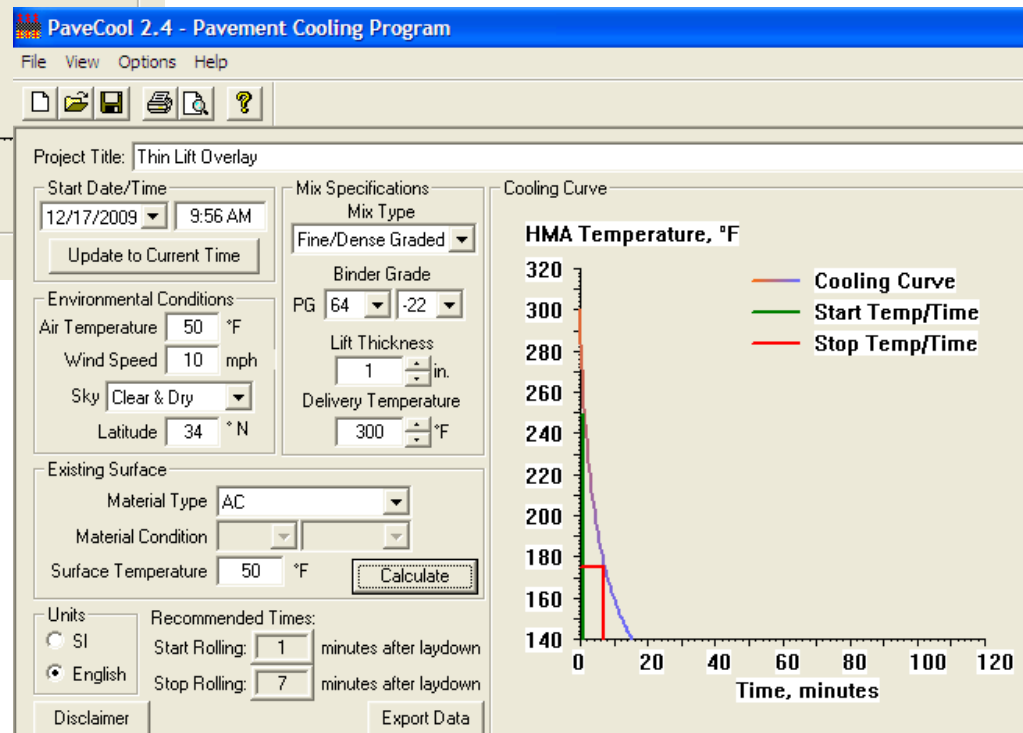 PaveCool 2.4 - Pavement Cooling Program
File View Options Help
Project Title: Thin Lift Overlay
Start Date/Time
12/17/2009 9:56 AM
Update to Current Time
Environmental Conditions
Air Temperature 50 °F
Wind Speed 10 mph
Sky Clear & Dry
Latitude 34 ° N
Mix Specifications
Mix Type
Fine/Dense Graded
Binder Grade
PG 64 -22
Lift Thickness
1 in.
Delivery Temperature
300 °F
Existing Surface
Material Type AC
Material Condition
Surface Temperature 50 °F
Calculate
Units
SI
English
Recommended Times:
Start Rolling: 1 minutes after laydown
Stop Rolling: 7 minutes after laydown
Disclaimer
Export Data
Cooling Curve
HMA Temperature, °F
320
300
280
260
240
220
200
180
160
140
0 20 40 60 80 100 120
Time, minutes
Cooling Curve
Start Temp/Time
Stop Temp/Time